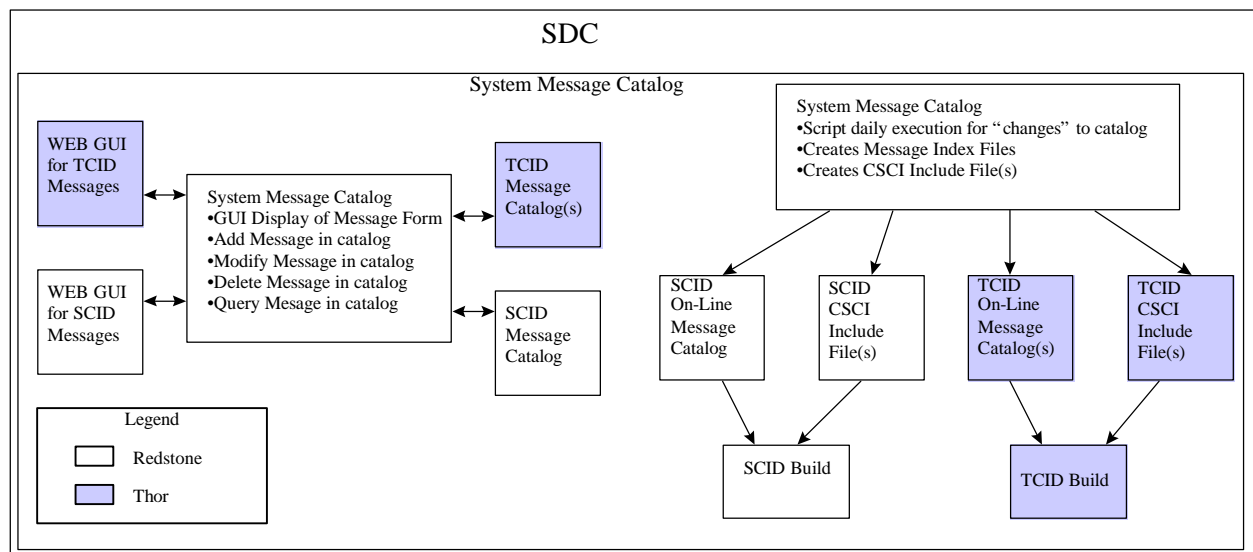 SDC
System Message Catalog
WEB GUI
for TCID
Messages
WEB GUI
for SCID
Messages
System Message Catalog
•GUI Display of Message Form
•Add Message in catalog
•Modify Message in catalog
•Delete Message in catalog
•Query Mesage in catalog
TCID
Message
Catalog(s)
SCID
Message
Catalog
Legend
Redstone
Thor
System Message Catalog
•Script daily execution for “changes” to catalog
•Creates Message Index Files
•Creates CSCI Include File(s)
SCID
On-Line
Message
Catalog
SCID
CSCI
Include
File(s)
TCID
On-Line
Message
Catalog(s)
TCID
CSCI
Include
File(s)
SCID Build
TCID Build